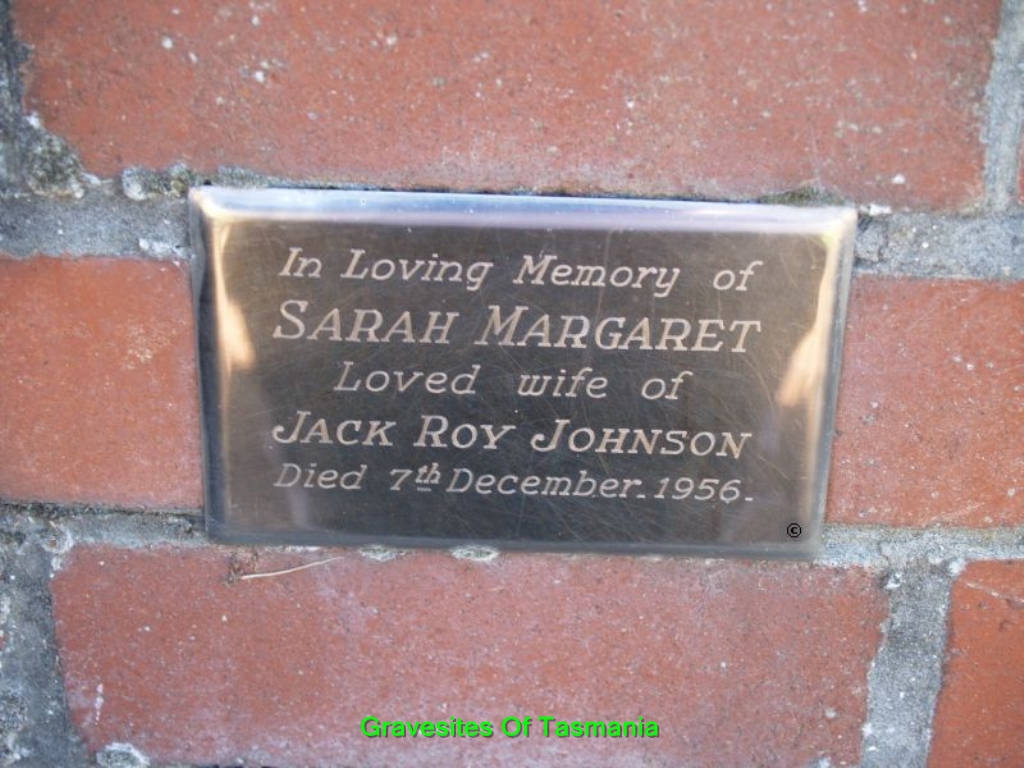 In Loving Memory of
SARAH MARGARET
Loved wife of
JACK ROY JOHNSON
Died 7th December. 1956.
©
Gravesites Of Tasmania